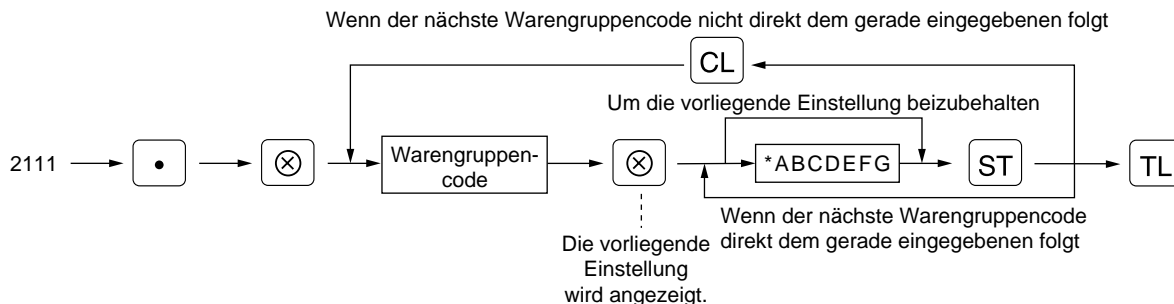 Wenn der nächste Warengruppencode nicht direkt dem gerade eingegebenen folgt
CL
Um die vorliegende Einstellung beizubehalten
2111
•
⊗
Warengruppen-
code
⊗
*ABCDEFG
ST
TL
Wenn der nächste Warengruppencode
direkt dem gerade eingegebenen folgt
Die vorliegende
Einstellung
wird angezeigt.